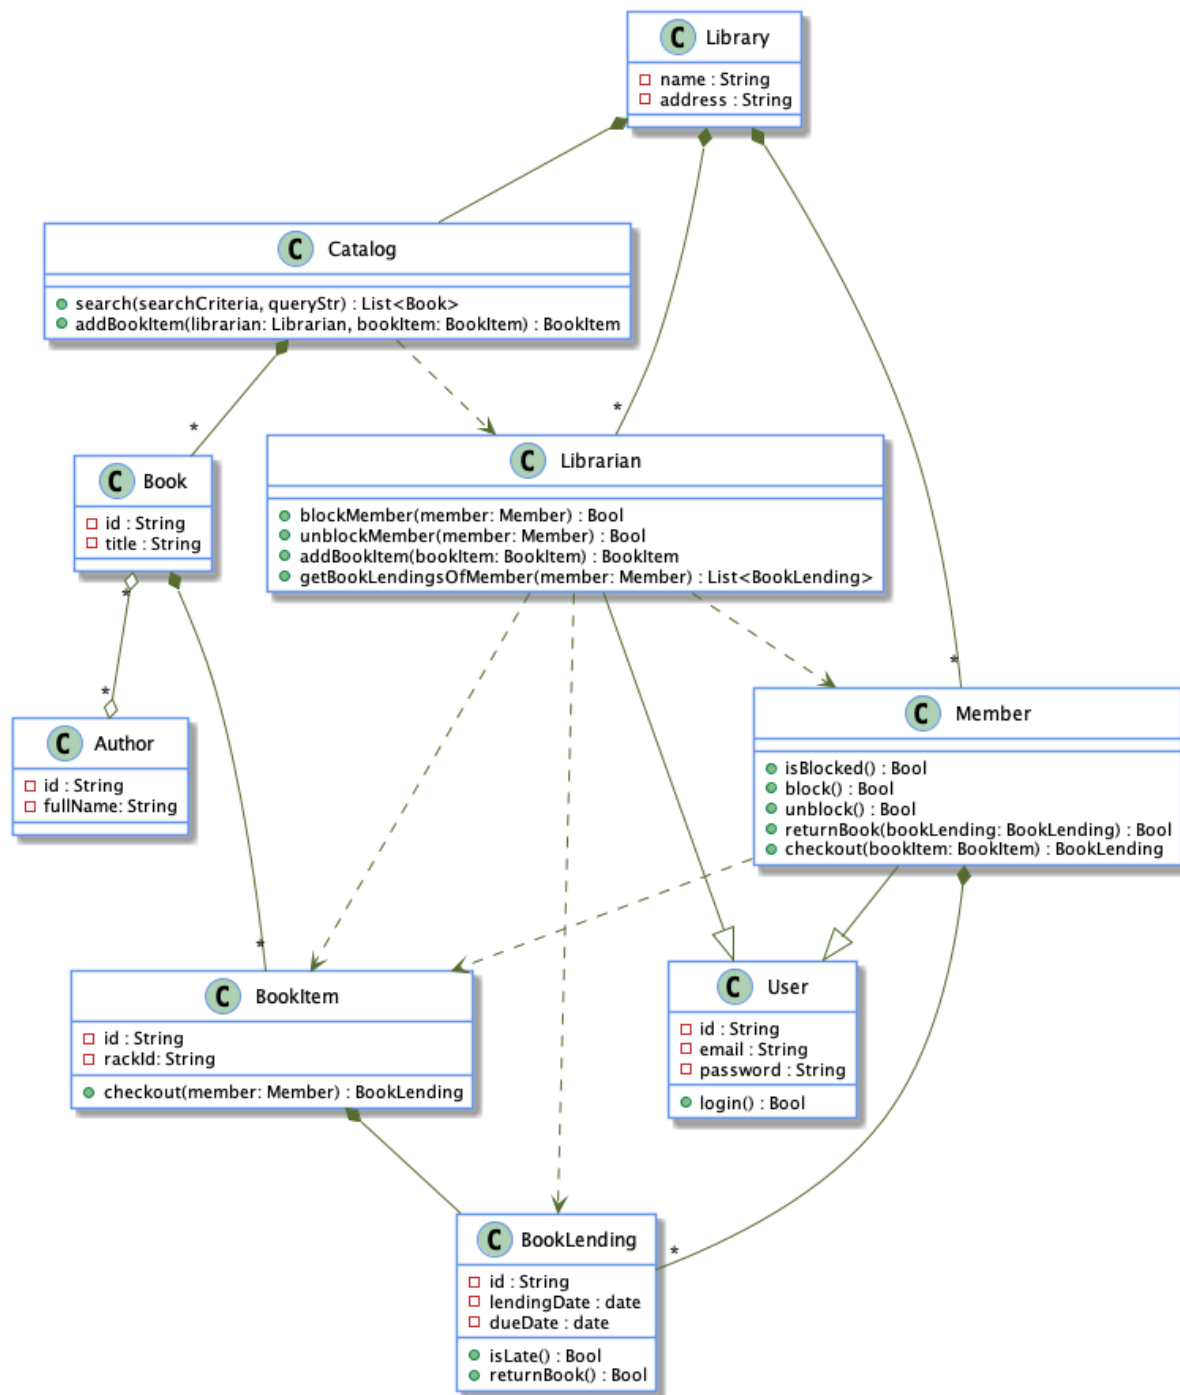 C Library
name : String
address : String
C Catalog
search(searchCriteria, queryStr) : List<Book>
addBookItem(librarian: Librarian, bookItem: BookItem) : BookItem
*
*
C Librarian
blockMember(member: Member) : Bool
unblockMember(member: Member) : Bool
addBookItem(bookItem: BookItem) : BookItem
getBookLendingsOfMember(member: Member) : List<BookLending>
C Book
id : String
title : String
*
*
*
C Author
id : String
fullName: String
C Member
isBlocked() : Bool
block() : Bool
unblock() : Bool
returnBook(bookLending: BookLending) : Bool
checkout(bookItem: BookItem) : BookLending
*
C BookItem
id : String
rackId: String
checkout(member: Member) : BookLending
C User
id : String
email : String
password : String
login() : Bool
*
C BookLending
id : String
lendingDate : date
dueDate : date
isLate() : Bool
returnBook() : Bool